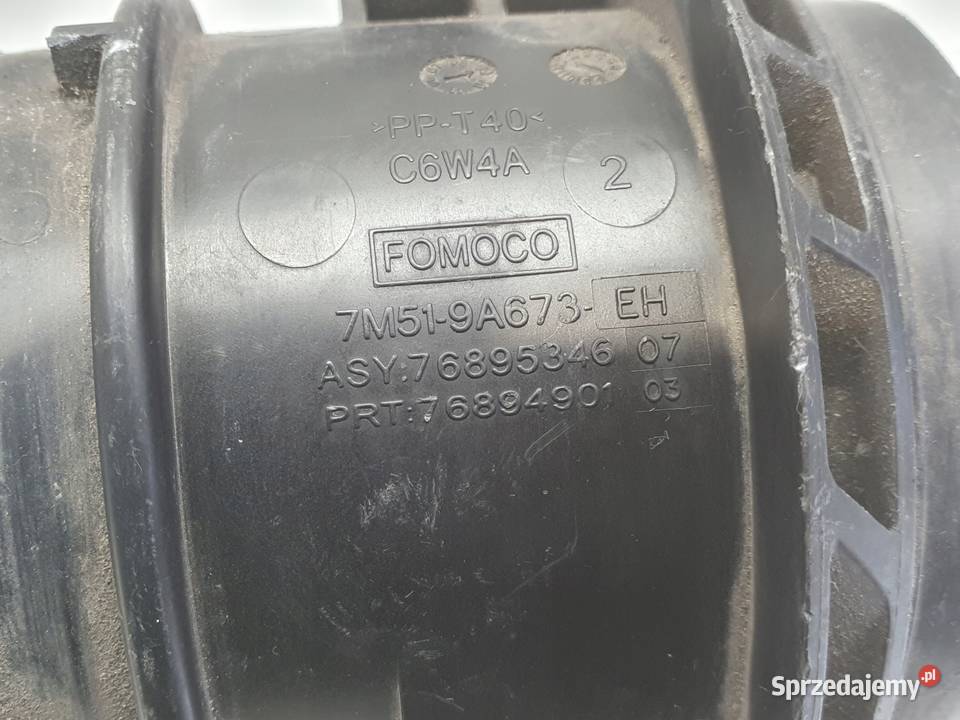 >PP-T40<
C6W4A
2
FOMOCO
7M51-9A673-EH
ASY:76895346 07
PRT:76894901 03
Sprzedajemy.pl